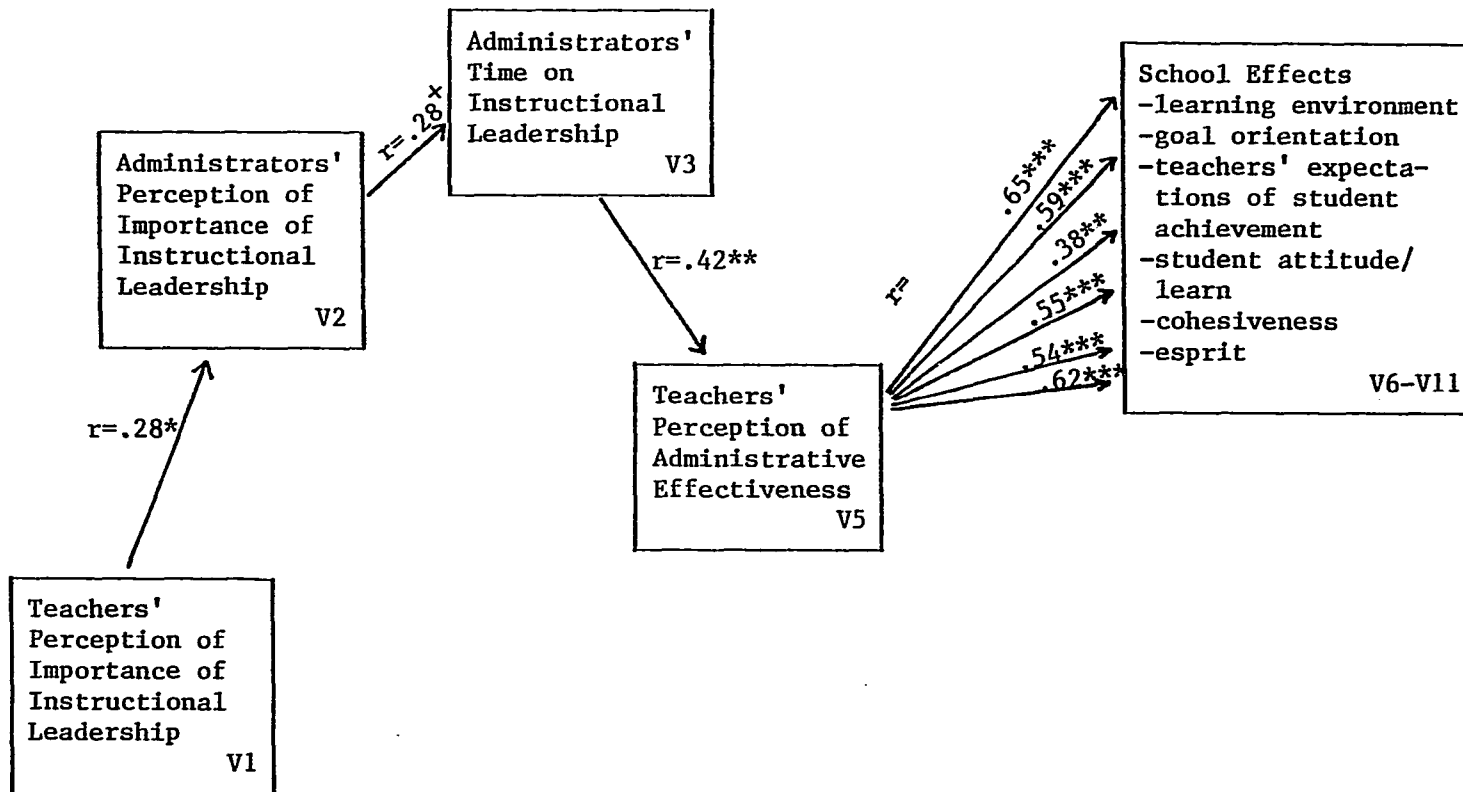 Administrators'
Time on
Instructional
Leadership
V3
r=.28*
Administrators'
Perception of
Importance of
Instructional
Leadership
V2
r=.28*
Teachers'
Perception of
Importance of
Instructional
Leadership
V1
r=.42**
Teachers'
Perception of
Administrative
Effectiveness
V5
r=
.65***
.59***
.38**
.55***
.54***
.62***
School Effects
-learning environment
-goal orientation
-teachers' expecta-
tions of student
achievement
-student attitude/
learn
-cohesiveness
-esprit
V6-V11